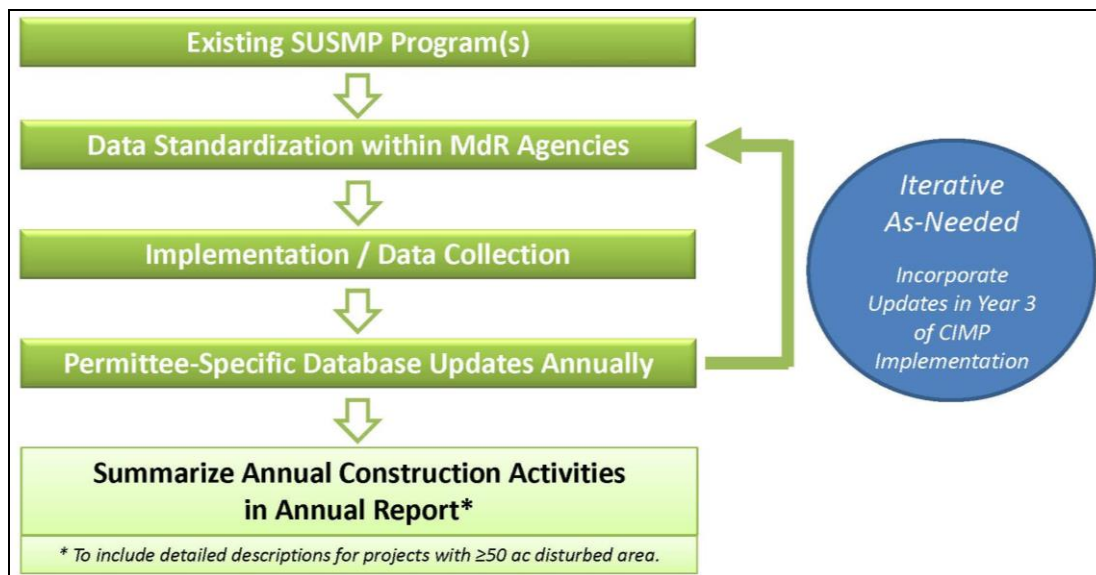 Existing SUSMP Program(s)
Data Standardization within MdR Agencies
Implementation / Data Collection
Permittee-Specific Database Updates Annually
Summarize Annual Construction Activities
in Annual Report*
* To include detailed descriptions for projects with ≥50 ac disturbed area.
Iterative
As-Needed
Incorporate
Updates in Year 3
of CIMP
Implementation